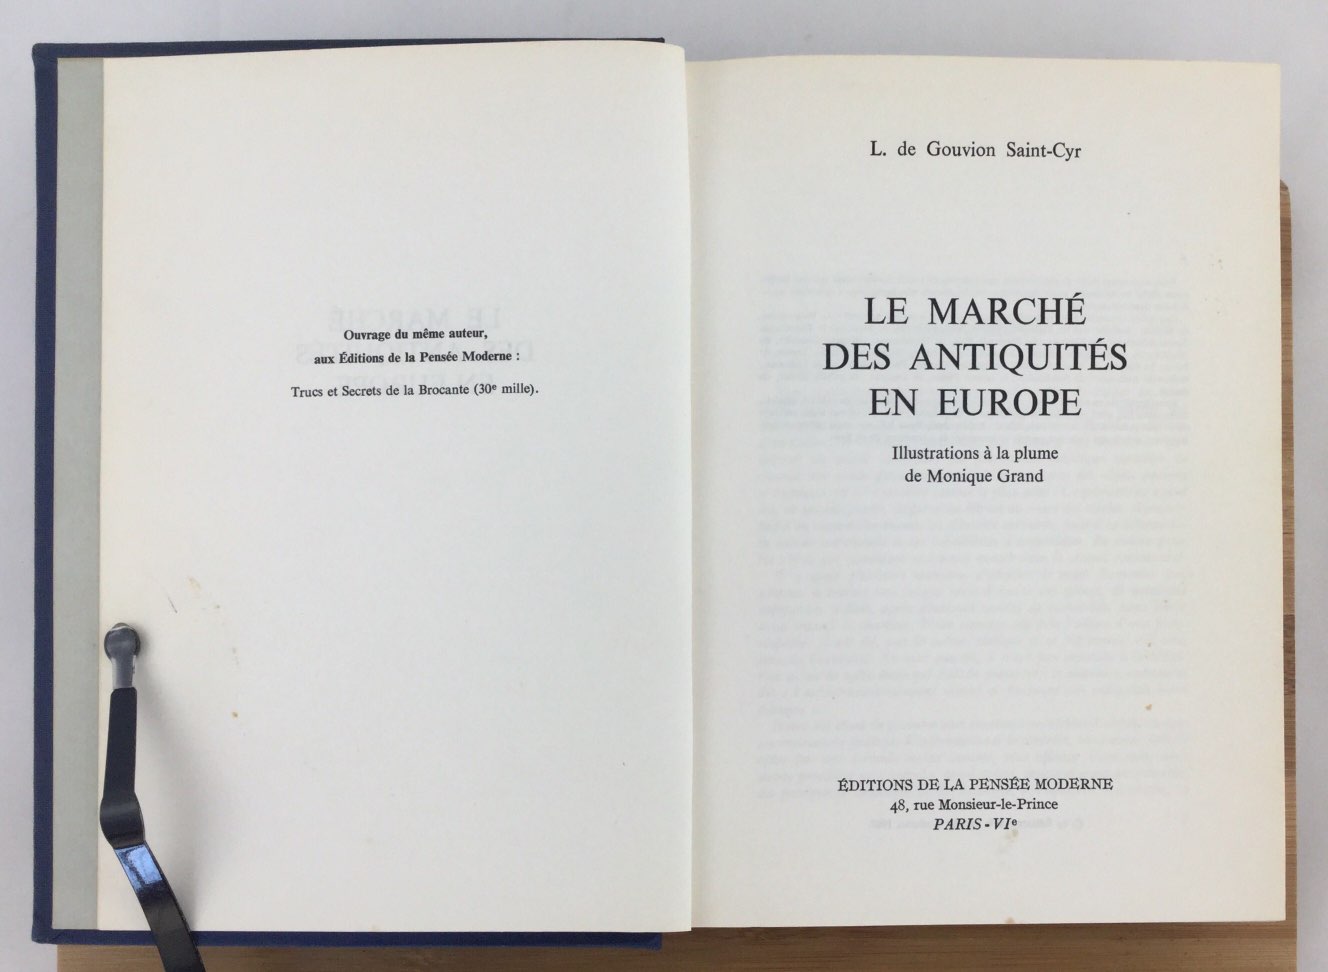 Ouvrage du même auteur,
aux Éditions de la Pensée Moderne :
Trucs et Secrets de la Brocante (30e mille).
L. de Gouvion Saint-Cyr
LE MARCHÉ
DES ANTIQUITÉS
EN EUROPE
Illustrations à la plume
de Monique Grand
ÉDITIONS DE LA PENSÉE MODERNE
48, rue Monsieur-le-Prince
PARIS - VIe